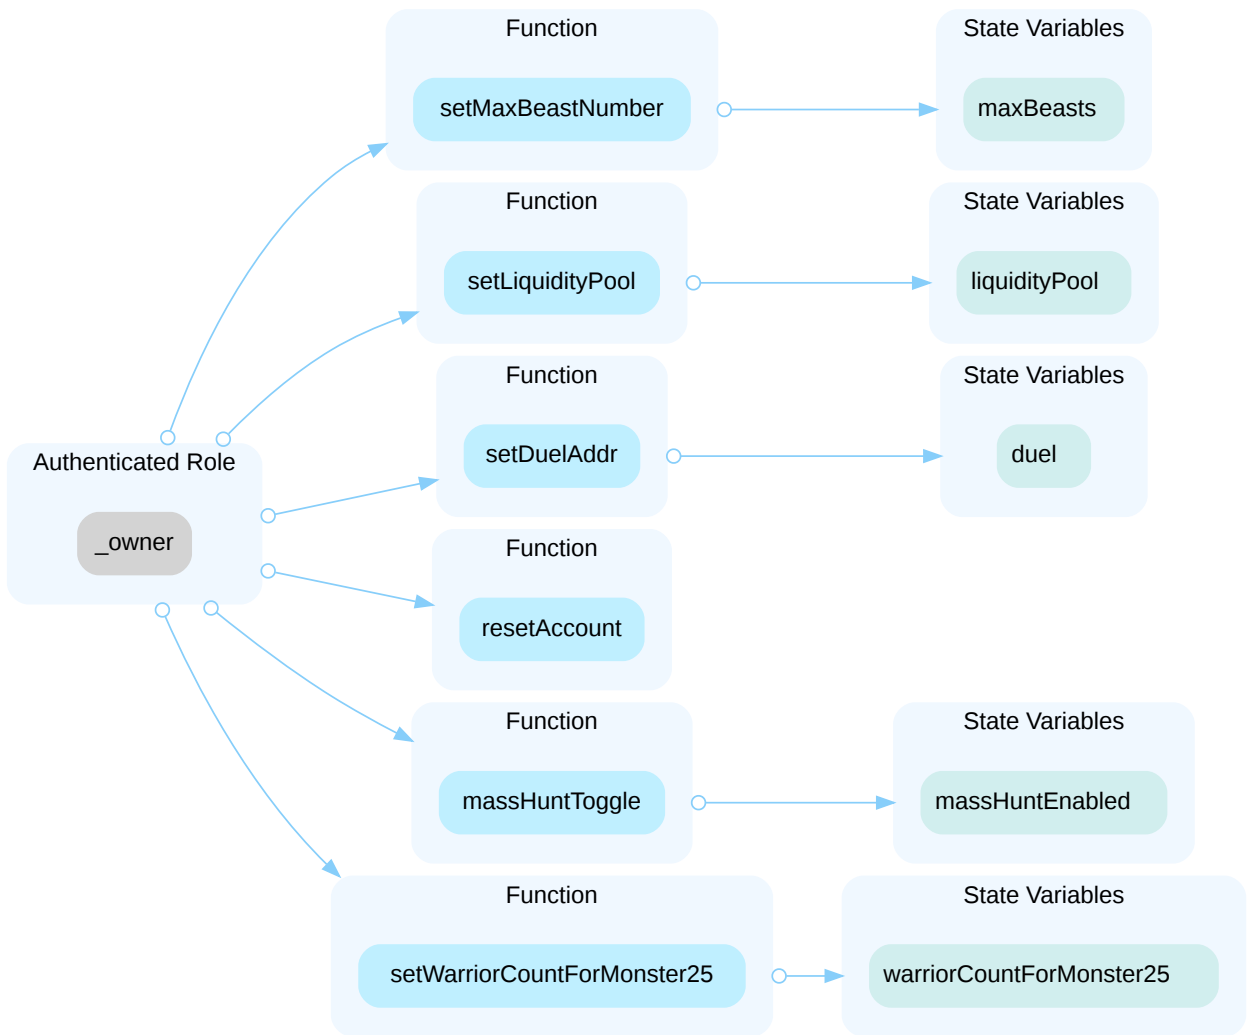 Function
State Variables
setMaxBeastNumber
maxBeasts
Function
State Variables
setLiquidityPool
liquidityPool
Function
State Variables
setDuelAddr
duel
Authenticated Role
_owner
Function
resetAccount
Function
State Variables
massHuntToggle
massHuntEnabled
Function
State Variables
setWarriorCountForMonster25
warriorCountForMonster25